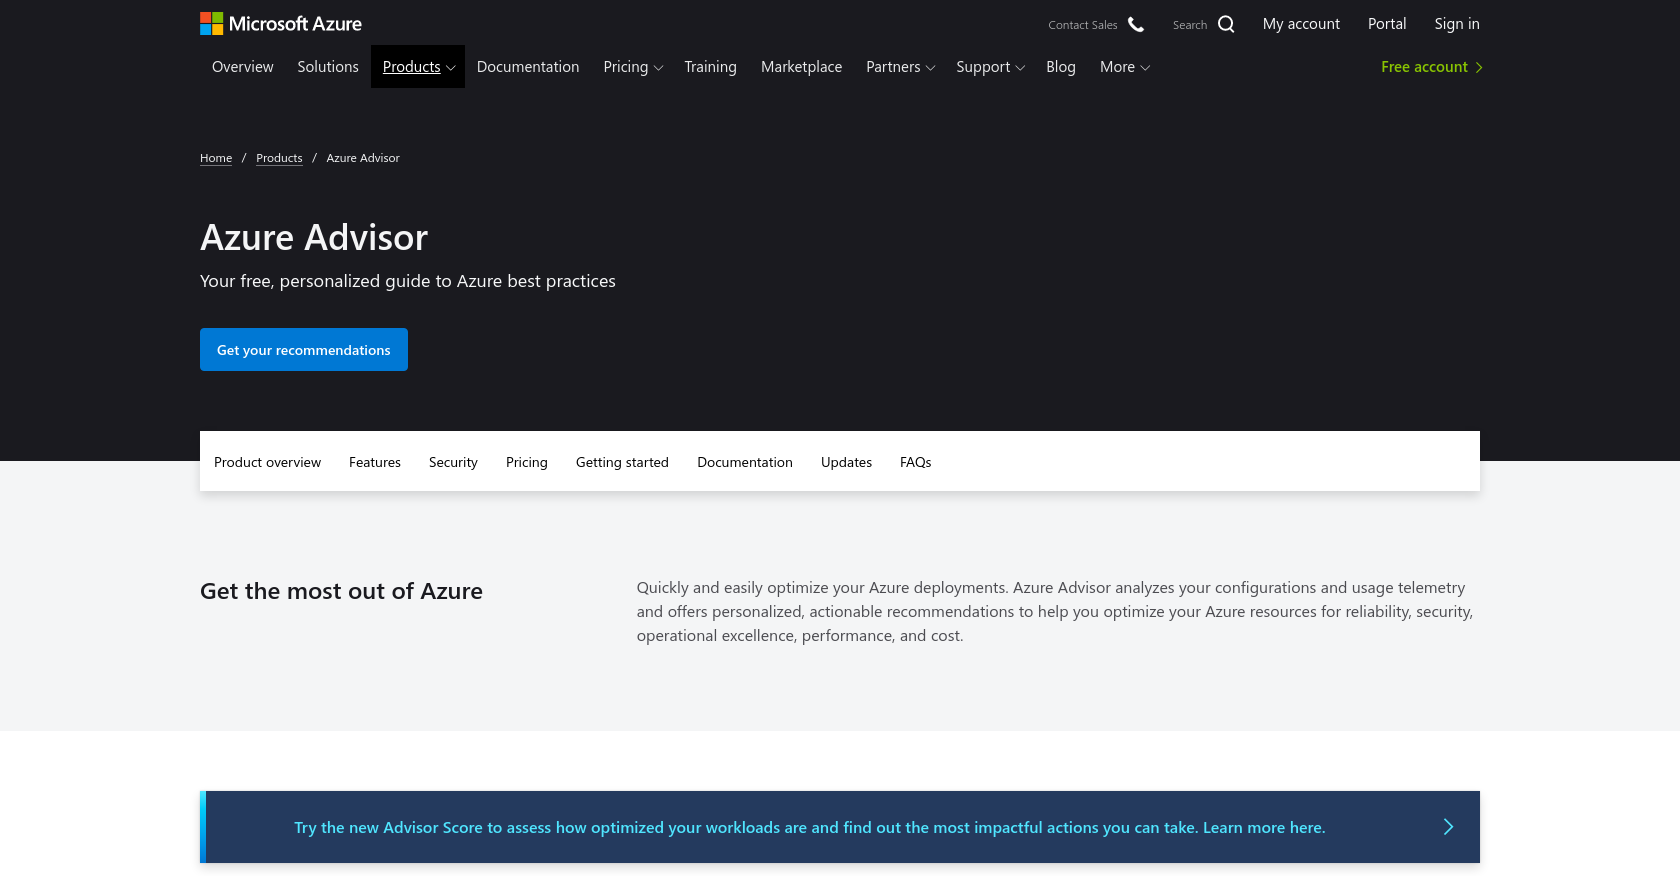 Microsoft Azure
Contact Sales Search My account Portal Sign in
Overview Solutions Products Documentation Pricing Training Marketplace Partners Support Blog More Free account
Home / Products / Azure Advisor
Azure Advisor
Your free, personalized guide to Azure best practices
Get your recommendations
Product overview Features Security Pricing Getting started Documentation Updates FAQs
Get the most out of Azure
Quickly and easily optimize your Azure deployments. Azure Advisor analyzes your configurations and usage telemetry
and offers personalized, actionable recommendations to help you optimize your Azure resources for reliability, security,
operational excellence, performance, and cost.
Try the new Advisor Score to assess how optimized your workloads are and find out the most impactful actions you can take. Learn more here.